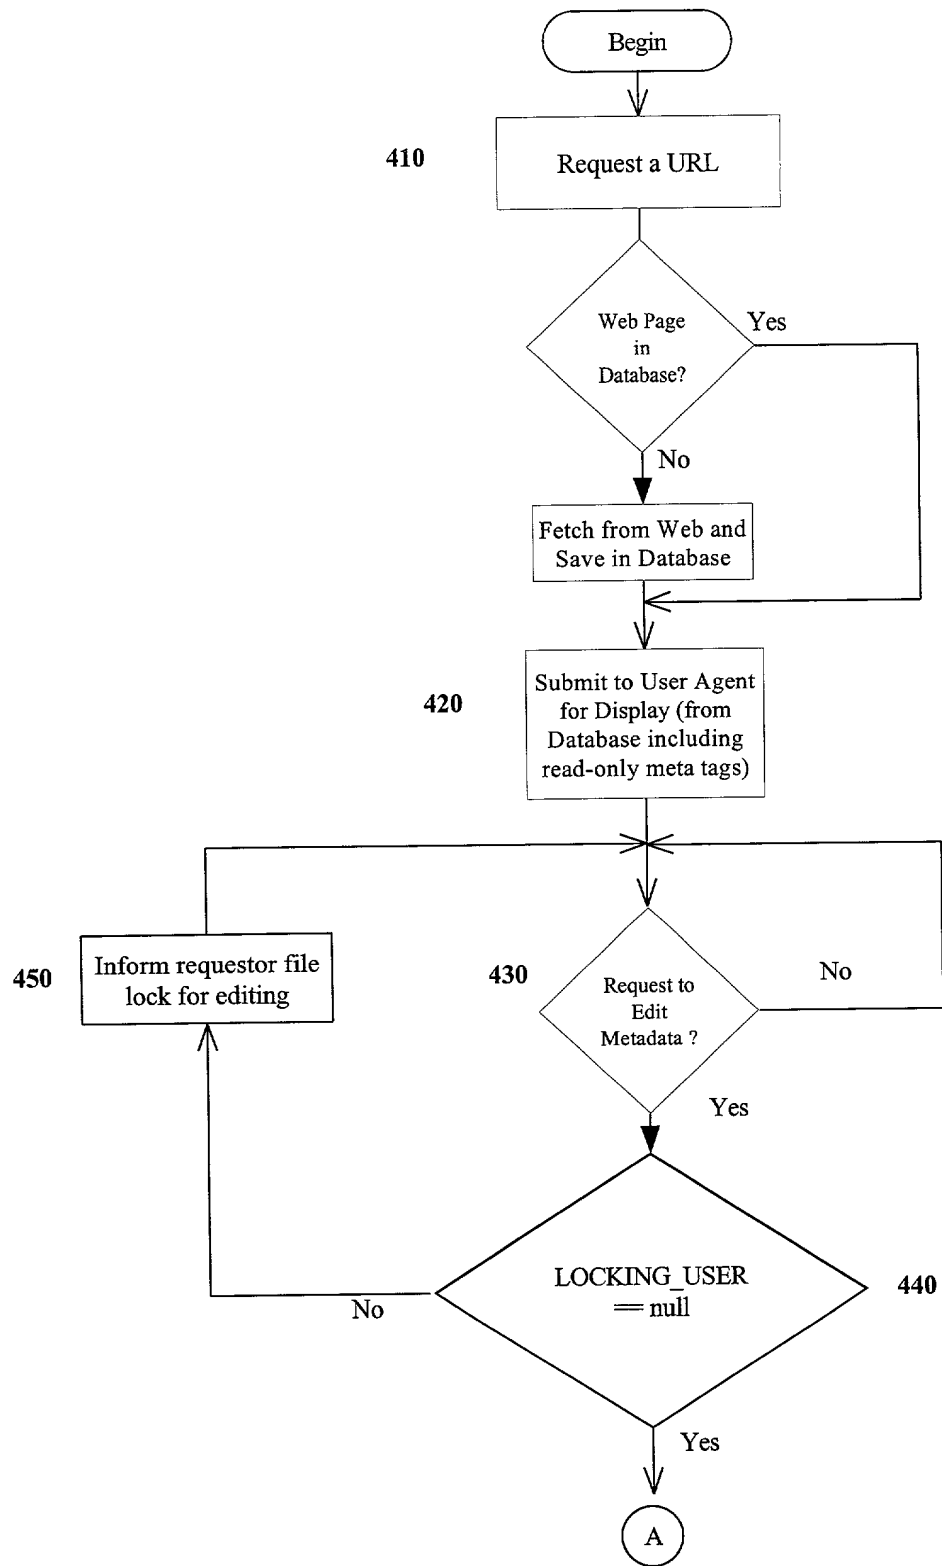 Begin
410
Request a URL
Web Page
in
Database?
Yes
No
Fetch from Web and
Save in Database
420
Submit to User Agent
for Display (from
Database including
read-only meta tags)
450
Inform requestor file
lock for editing
430
Request to
Edit
Metadata ?
No
Yes
LOCKING_USER
== null
440
No
Yes
A